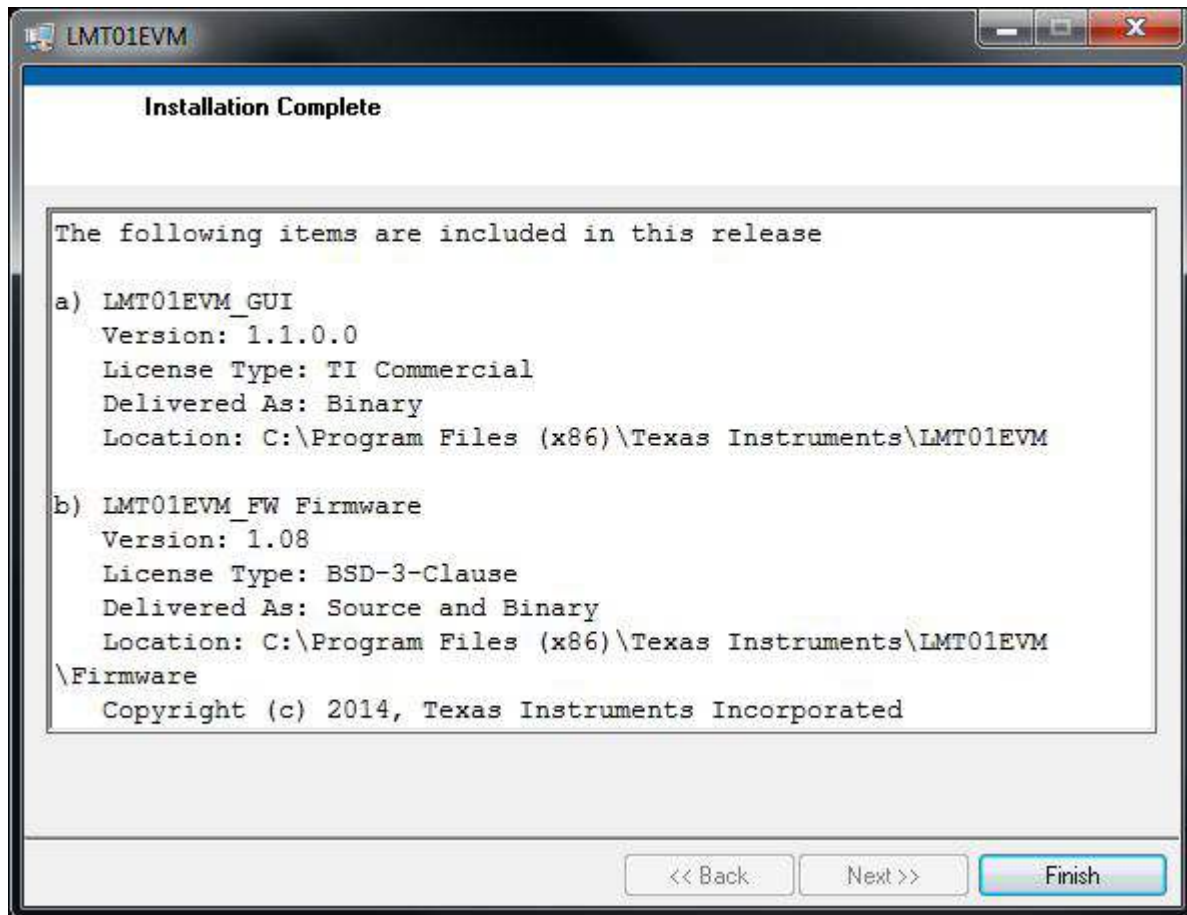 LMT01EVM
Installation Complete
The following items are included in this release
a) LMT01EVM_GUI
Version: 1.1.0.0
License Type: TI Commercial
Delivered As: Binary
Location: C:\Program Files (x86)\Texas Instruments\LMT01EVM
b) LMT01EVM_FW Firmware
Version: 1.08
License Type: BSD-3-Clause
Delivered As: Source and Binary
Location: C:\Program Files (x86)\Texas Instruments\LMT01EVM
\Firmware
Copyright (c) 2014, Texas Instruments Incorporated
<< Back Next >> Finish